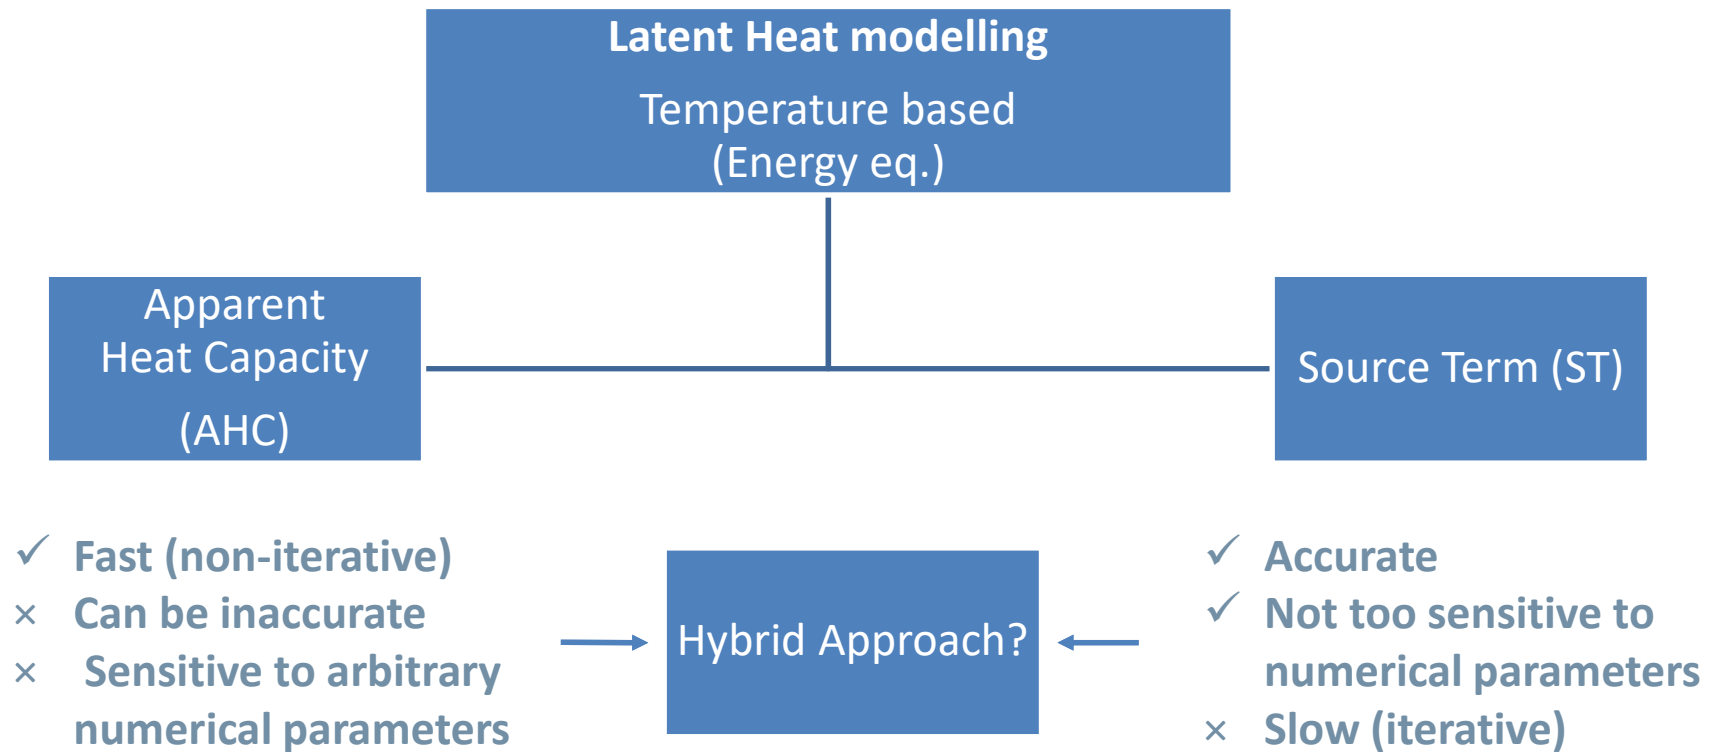 Latent Heat modelling
Temperature based
(Energy eq.)
Apparent
Heat Capacity
(AHC)
Source Term (ST)
✓ Fast (non-iterative)
× Can be inaccurate
× Sensitive to arbitrary
numerical parameters
Hybrid Approach?
✓ Accurate
✓ Not too sensitive to
numerical parameters
× Slow (iterative)